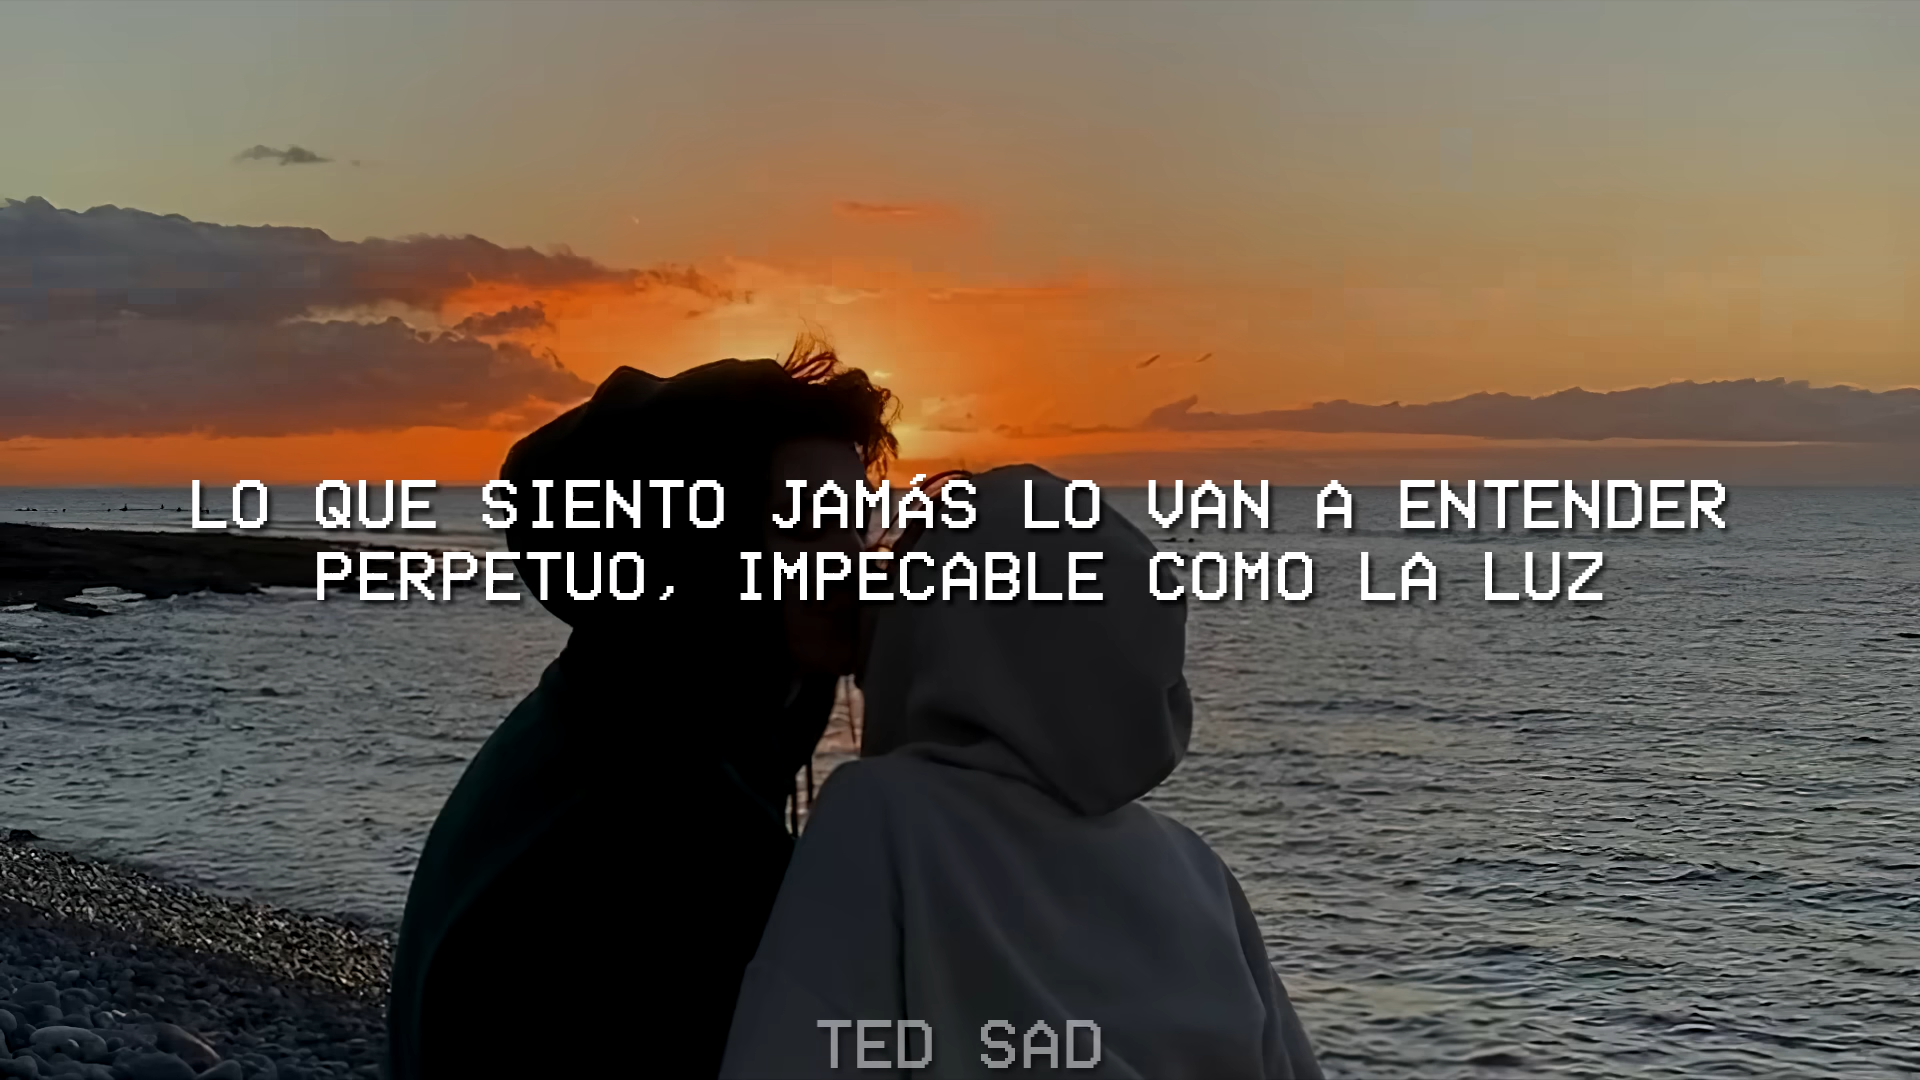 LO QUE SIENTO JAMÁS LO VAN A ENTENDER
PERPETUO, IMPECABLE COMO LA LUZ
TED SAD